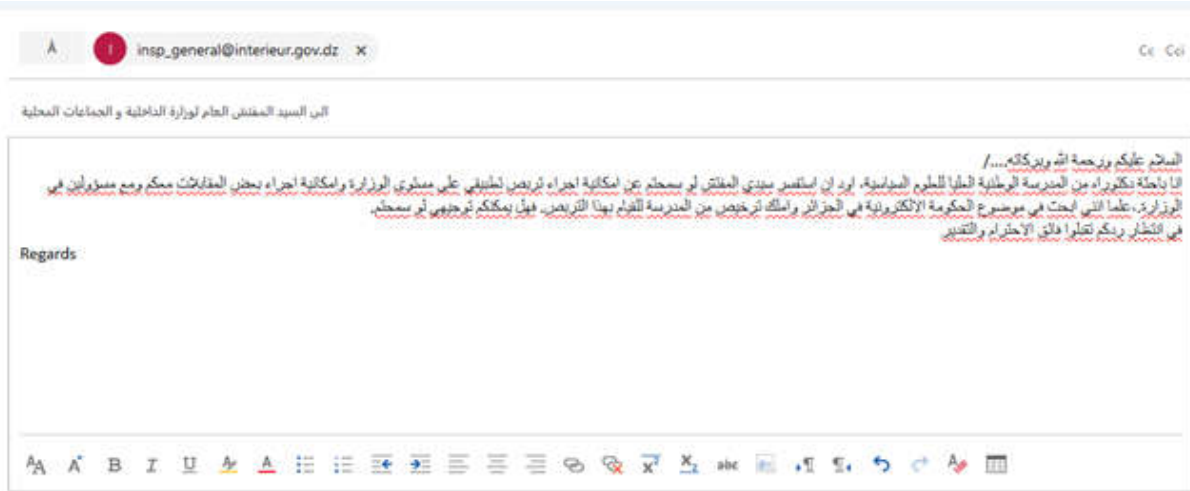 À insp_general@interieur.gov.dz × Cc Cci
الى السيد المفتش العام لوزارة الداخلية و الجماعات المحلية
السلام عليكم ورحمة الله وبركاته..../
انا باحثة دكتوراه من المدرسة الوطنية العليا للعلوم السياسية، اود ان استفسر سيدي المفتش لو سمحتم عن امكانية اجراء تربص تطبيقي على مستوى الوزارة وامكانية اجراء بعض المقابلات معكم ومع مسؤولين في
الوزارة، علما انني ابحث في موضوع الحكومة الالكترونية في الجزائر واملك ترخيص من المدرسة للقيام بهذا التربص. فهل يمكنكم توجيهي لو سمحتم.
في انتظار ردكم تقبلوا فائق الاحترام والتقدير
Regards